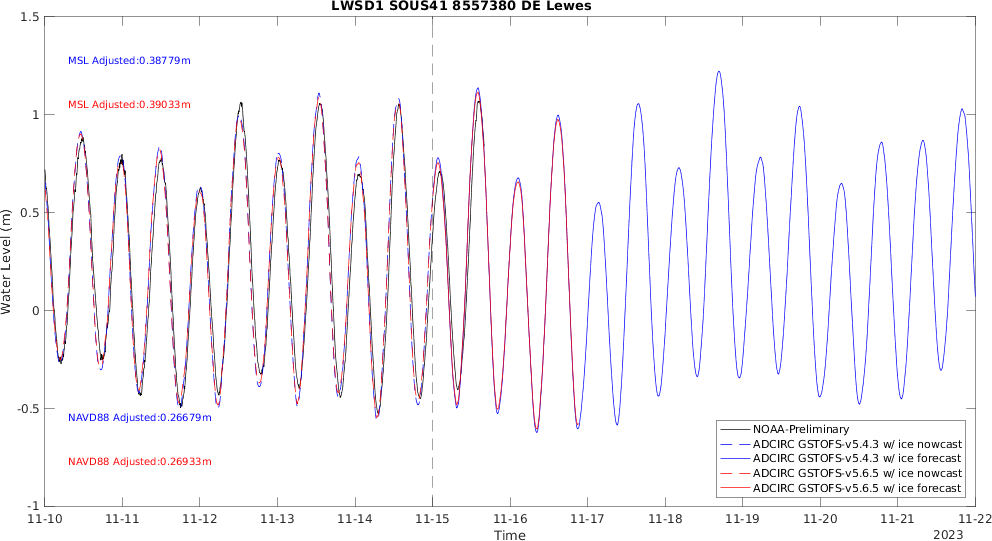 LWSD1 SOUS41 8557380 DE Lewes
1.5
MSL Adjusted:0.38779m
MSL Adjusted:0.39033m
1
0.5
0
-0.5
-1
Water Level (m)
NAVD88 Adjusted:0.26679m
NAVD88 Adjusted:0.26933m
NOAA-Preliminary
ADCIRC GSTOFS-v5.4.3 w/ ice nowcast
ADCIRC GSTOFS-v5.4.3 w/ ice forecast
ADCIRC GSTOFS-v5.6.5 w/ ice nowcast
ADCIRC GSTOFS-v5.6.5 w/ ice forecast
11-10 11-11 11-12 11-13 11-14 11-15 11-16 11-17 11-18 11-19 11-20 11-21 11-22
Time
2023